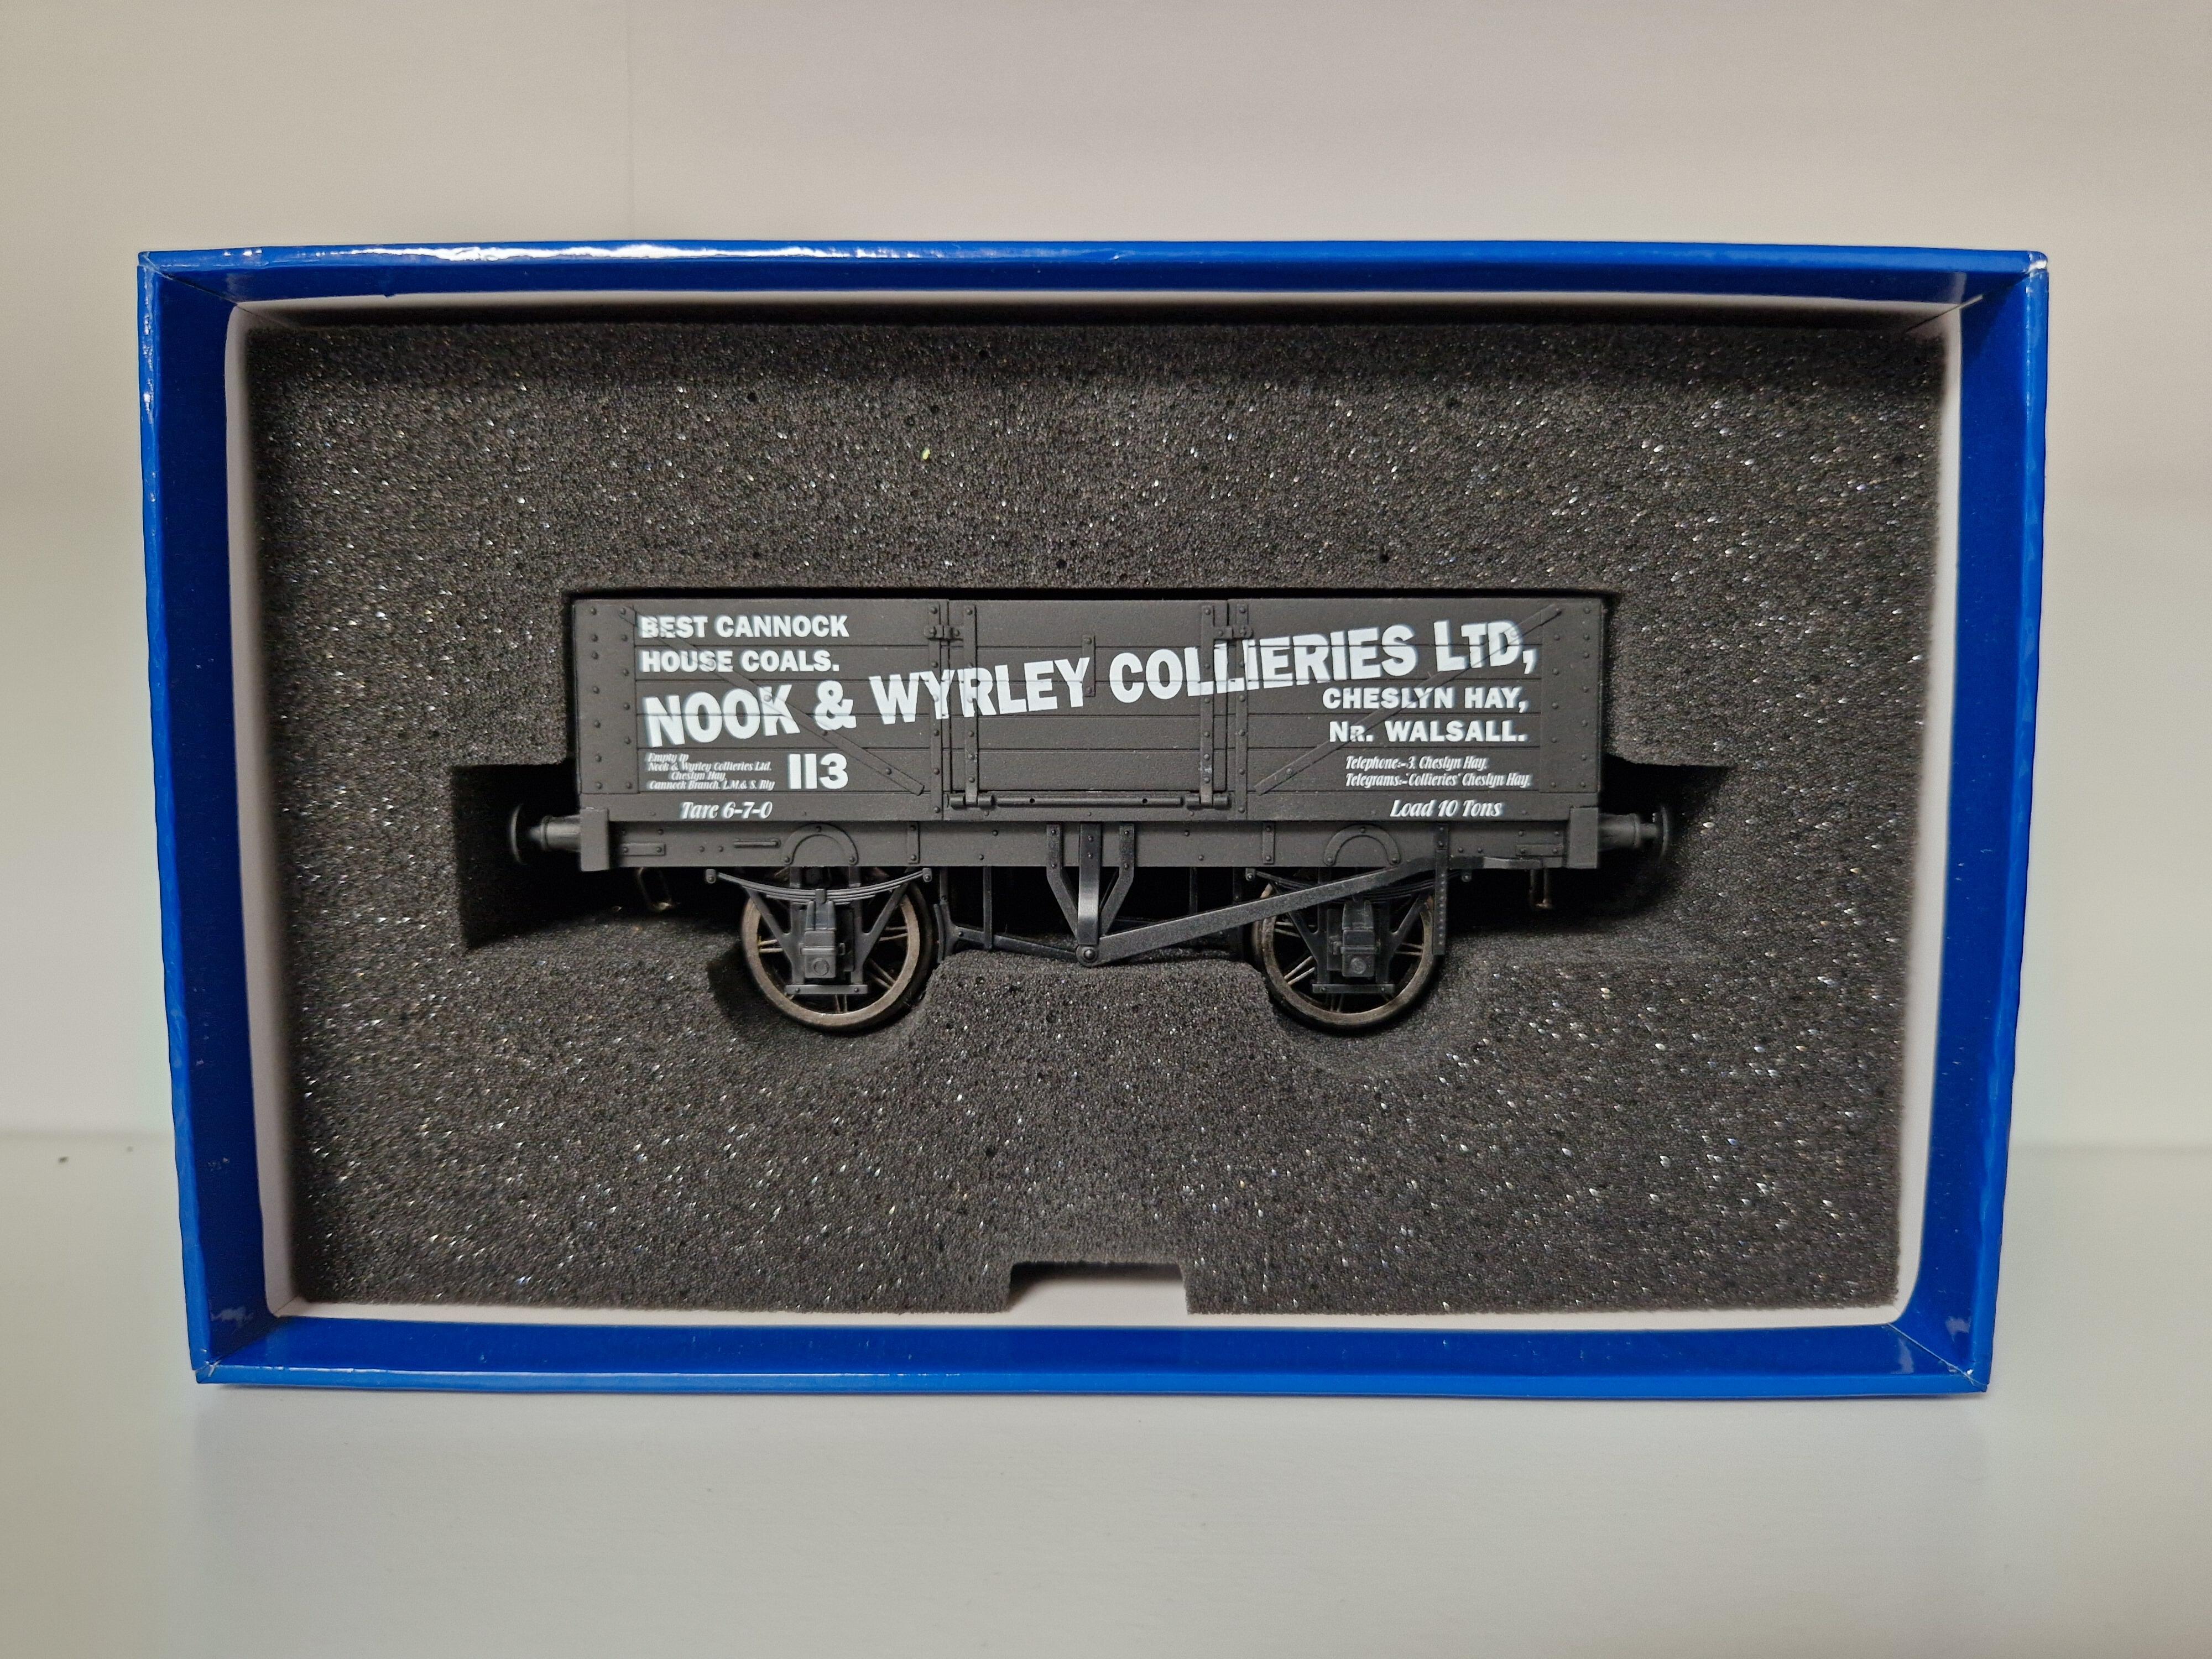 BEST CANNOCK
HOUSE COALS.
NOOK & WYRLEY COLLIERIES LTD,
CHESLYN HAY,
NR. WALSALL.
Empty to
Nook & Wyrley Collieries Ltd.
Cheslyn Hay
Cannock Branch. L.M.& S. Rly
113
Telephone:-3, Cheslyn Hay.
Telegrams:-'Collieries' Cheslyn Hay.
Tare 6-7-0
Load 10 Tons